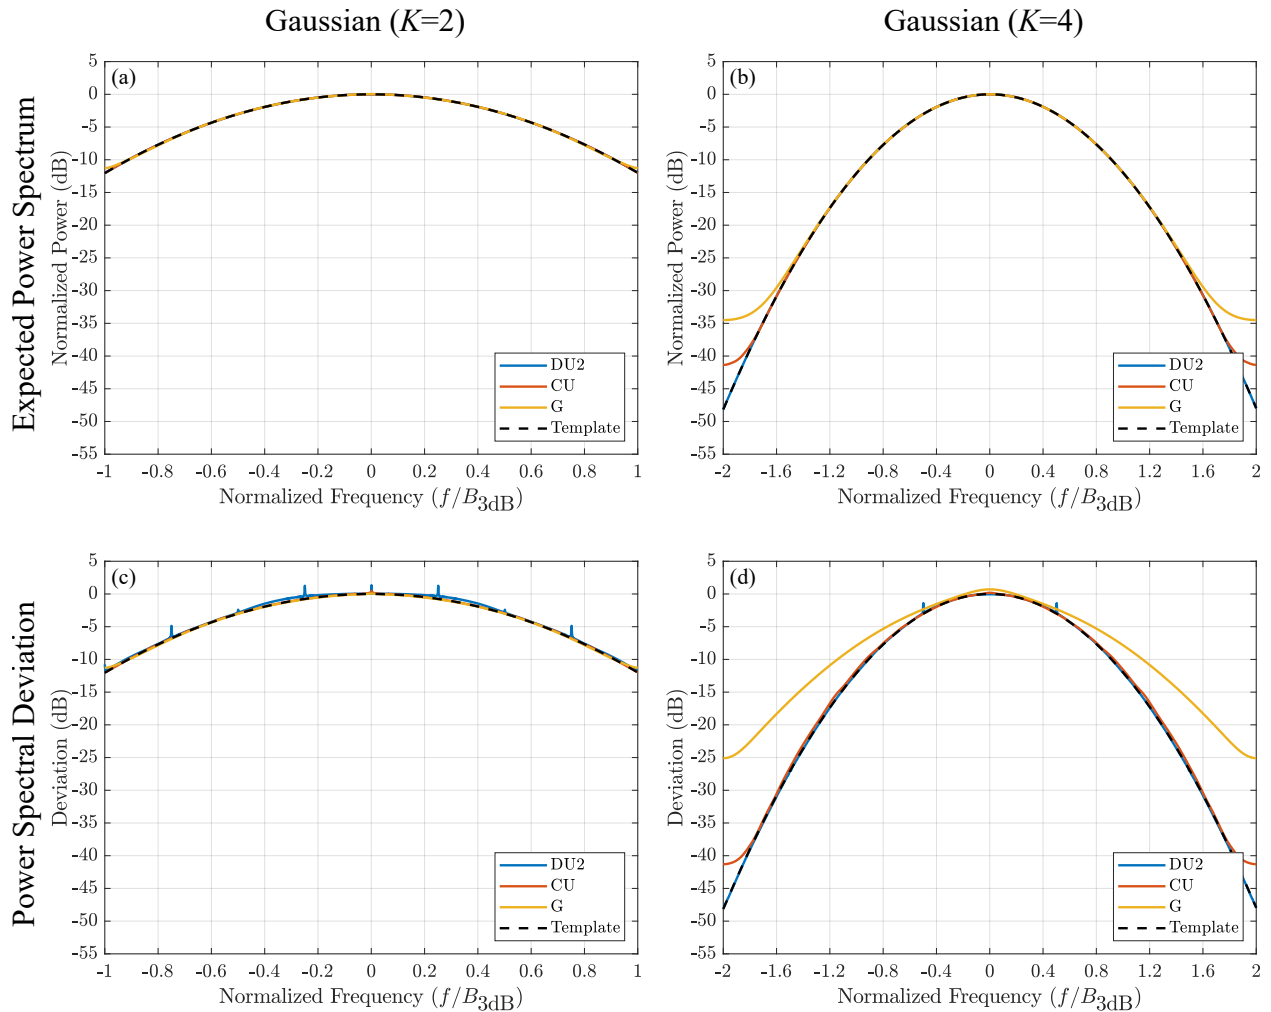 Gaussian (K=2)
Gaussian (K=4)
Expected Power Spectrum
(a)
Normalized Power (dB)
5
0
-5
-10
-15
-20
-25
-30
-35
-40
-45
-50
-55
DU2
CU
G
Template
-1 -0.8 -0.6 -0.4 -0.2 0 0.2 0.4 0.6 0.8 1
Normalized Frequency (f/B3dB)
(b)
Normalized Power (dB)
5
0
-5
-10
-15
-20
-25
-30
-35
-40
-45
-50
-55
DU2
CU
G
Template
-2 -1.6 -1.2 -0.8 -0.4 0 0.4 0.8 1.2 1.6 2
Normalized Frequency (f/B3dB)
Power Spectral Deviation
(c)
Deviation (dB)
5
0
-5
-10
-15
-20
-25
-30
-35
-40
-45
-50
-55
DU2
CU
G
Template
-1 -0.8 -0.6 -0.4 -0.2 0 0.2 0.4 0.6 0.8 1
Normalized Frequency (f/B3dB)
(d)
Deviation (dB)
5
0
-5
-10
-15
-20
-25
-30
-35
-40
-45
-50
-55
DU2
CU
G
Template
-2 -1.6 -1.2 -0.8 -0.4 0 0.4 0.8 1.2 1.6 2
Normalized Frequency (f/B3dB)